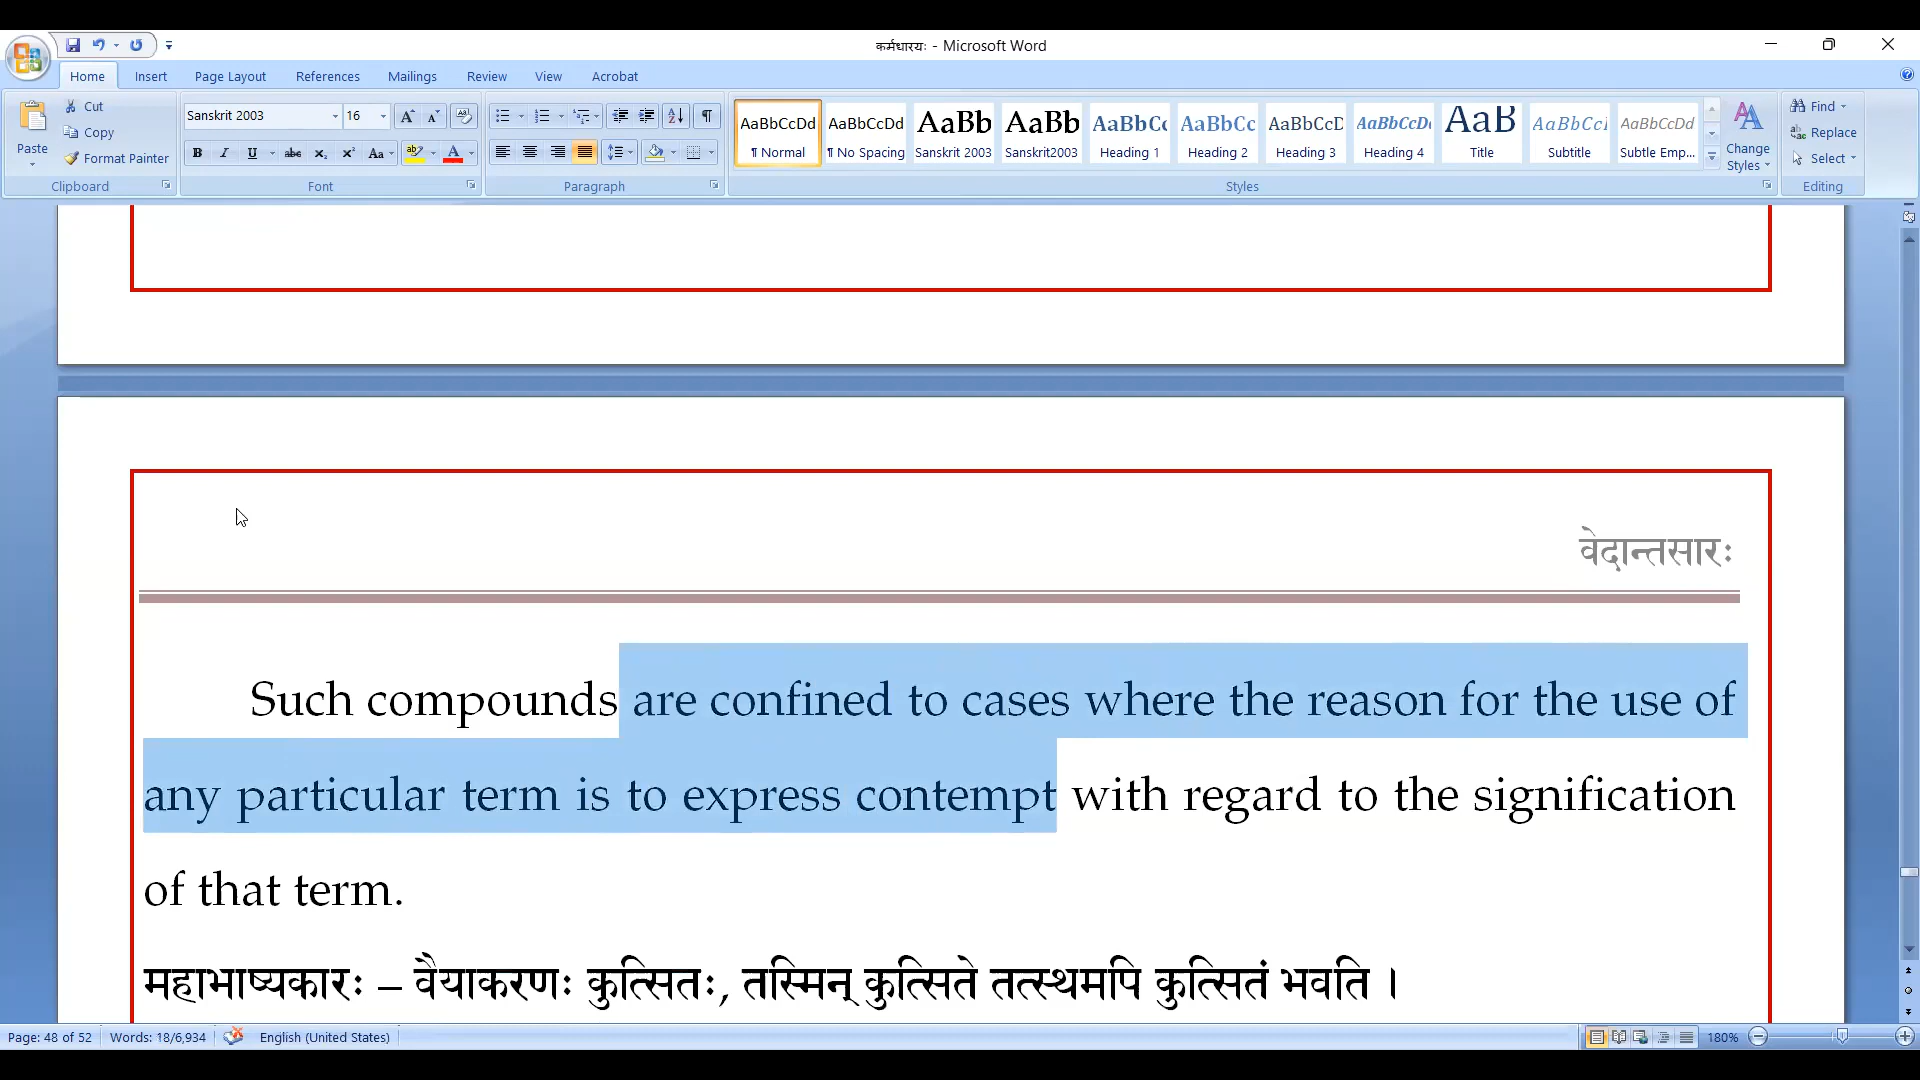 कर्मधारयः - Microsoft Word
Home Insert Page Layout References Mailings Review View Acrobat
Cut
Copy
Format Painter
Paste
Clipboard
Sanskrit 2003 16
Font
Paragraph
AaBbCcDd AaBbCcDd AaBb AaBb AaBbCc AaBbCc AaBbCcD AaBbCcDı AaB AaBbCcI AaBbCcDd
¶ Normal ¶ No Spacing Sanskrit 2003 Sanskrit2003 Heading 1 Heading 2 Heading 3 Heading 4 Title Subtitle Subtle Emp...
Change
Styles
Styles
Find
Replace
Select
Editing
वेदान्तसारः
Such compounds are confined to cases where the reason for the use of
any particular term is to express contempt with regard to the signification
of that term.
महाभाष्यकारः – वैयाकरणः कुत्सितः, तस्मिन् कुत्सिते तत्स्थमपि कुत्सितं भवति ।
Page: 48 of 52 Words: 18/6,934 English (United States) 180%